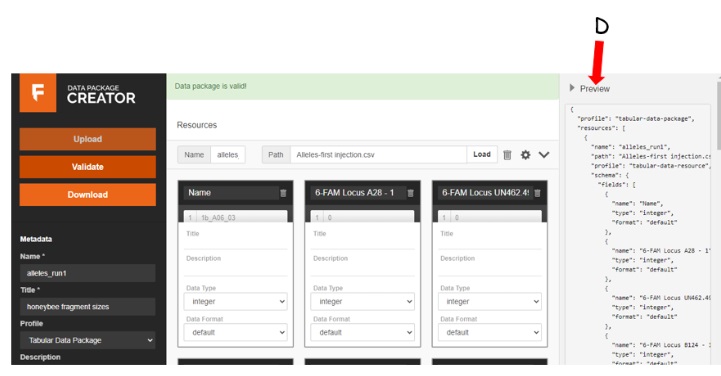 D
DATA PACKAGE
CREATOR
Upload
Validate
Download
Metadata
Name *
alleles_run1
Title *
honeybee fragment sizes
Profile
Tabular Data Package
Description
Data package is valid!
Resources
Name alleles Path Alleles-first injection.csv Load
Name
1 1b_A06_03
Title
Description
Data Type
integer
Data Format
default
6-FAM Locus A28 - 1
1 0
Title
Description
Data Type
integer
Data Format
default
6-FAM Locus UN462.49
1 0
Title
Description
Data Type
integer
Data Format
default
Preview
{
"profile": "tabular-data-package",
"resources": [
{
"name": "alleles_run1",
"path": "Alleles-first injection.cs
"profile": "tabular-data-resource",
"schema": {
"fields": [
{
"name": "Name",
"type": "integer",
"format": "default"
},
{
"name": "6-FAM Locus A28 - 1"
"type": "integer",
"format": "default"
},
{
"name": "6-FAM Locus UN462.49
"type": "integer",
"format": "default"
},
{
"name": "6-FAM Locus B124 - 1
"type": "integer",
"format": "default"